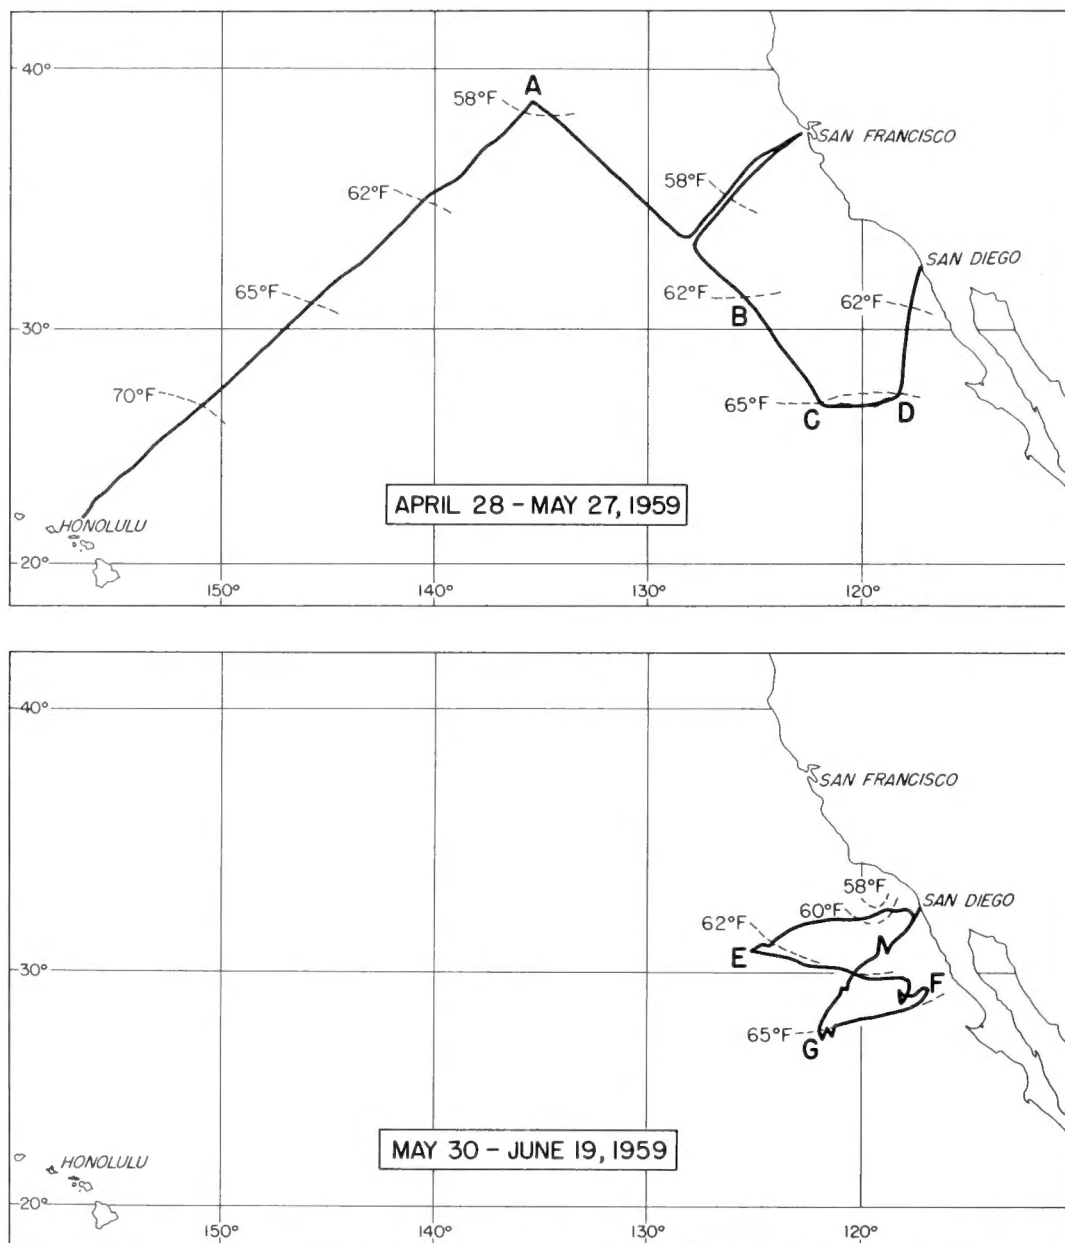 40°
A
58°F
SAN FRANCISCO
58°F
62°F
SAN DIEGO
65°F
62°F
62°F
B
30°
70°F
65°F
C
D
APRIL 28 – MAY 27, 1959
HONOLULU
20°
150°
140°
130°
120°
40°
SAN FRANCISCO
58°F
SAN DIEGO
60°F
62°F
E
30°
F
65°F
G
MAY 30 – JUNE 19, 1959
HONOLULU
20°
150°
140°
130°
120°